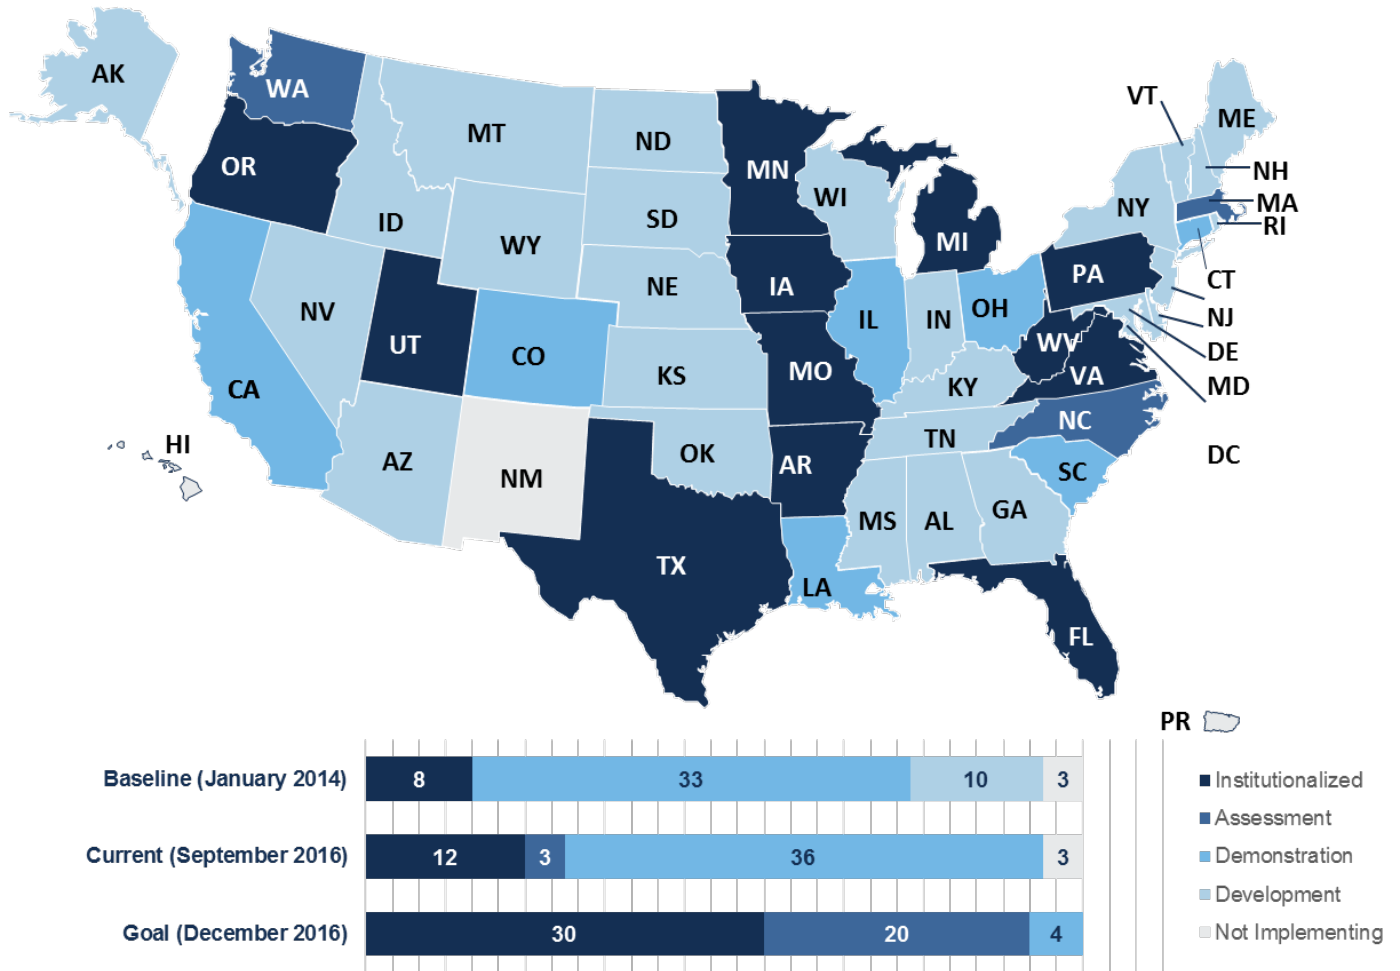 AK
WA
OR
MT
ID
WY
ND
SD
NE
MN
WI
MI
IA
VT
ME
NH
MA
RI
NY
CT
NJ
DE
MD
DC
PA
CA
NV
UT
CO
KS
MO
IL
IN
OH
WV
VA
KY
NC
TN
SC
HI
AZ
NM
OK
AR
MS
AL
GA
TX
LA
FL
PR
Baseline (January 2014) 8 33 10 3
Current (September 2016) 12 3 36 3
Goal (December 2016) 30 20 4
Institutionalized
Assessment
Demonstration
Development
Not Implementing